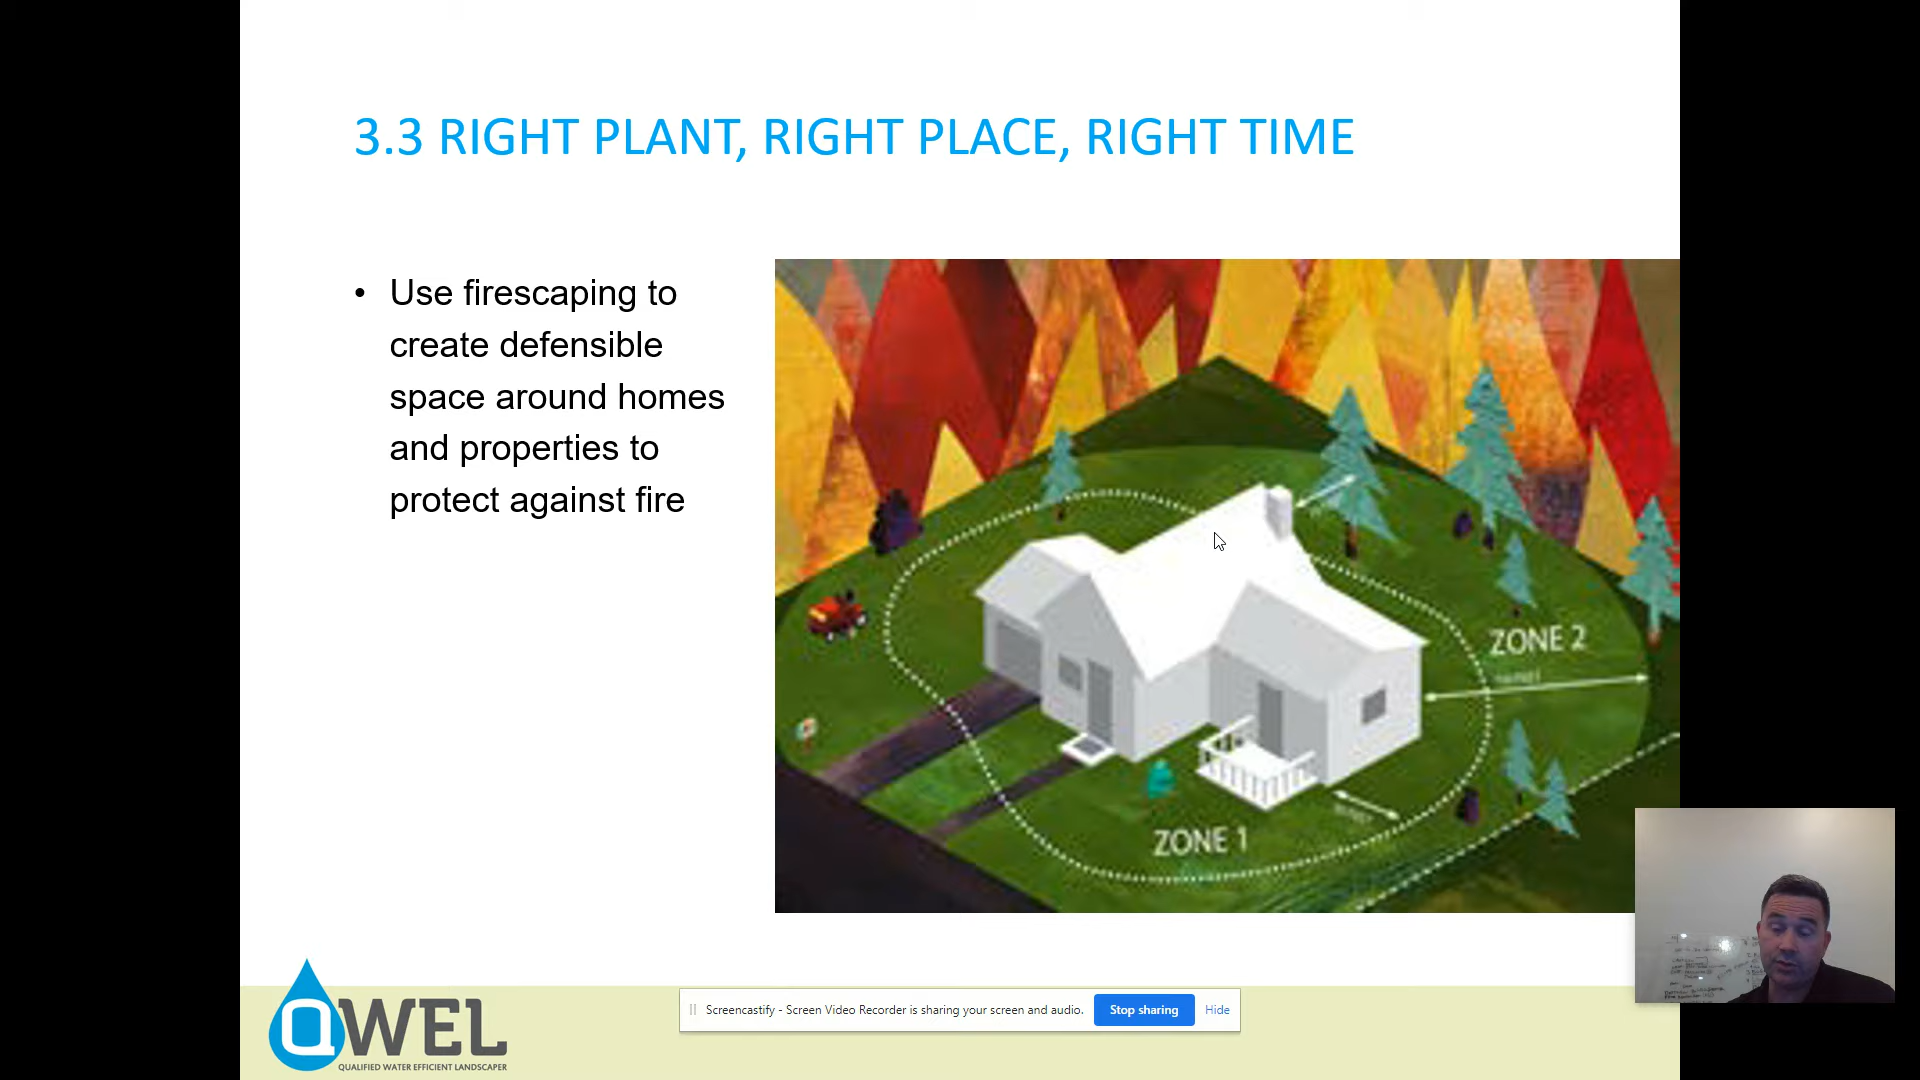 3.3 RIGHT PLANT, RIGHT PLACE, RIGHT TIME
• Use firescaping to
create defensible
space around homes
and properties to
protect against fire
ZONE 2
ZONE 1
QWEL
QUALIFIED WATER EFFICIENT LANDSCAPER
Screencastify - Screen Video Recorder is sharing your screen and audio.
Stop sharing
Hide